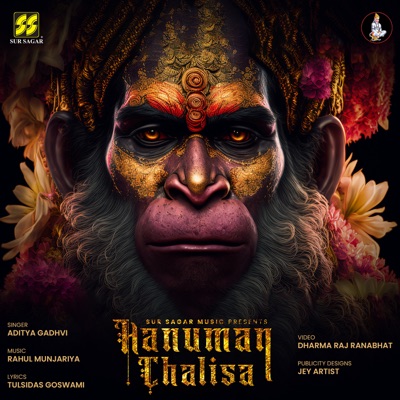 SUR SAGAR
SUR SAGAR MUSIC PRESENTS
Hanuman
Chalisa
SINGER
ADITYA GADHVI
MUSIC
RAHUL MUNJARIYA
LYRICS
TULSIDAS GOSWAMI
VIDEO
DHARMA RAJ RANABHAT
PUBLICITY DESIGNS
JEY ARTIST